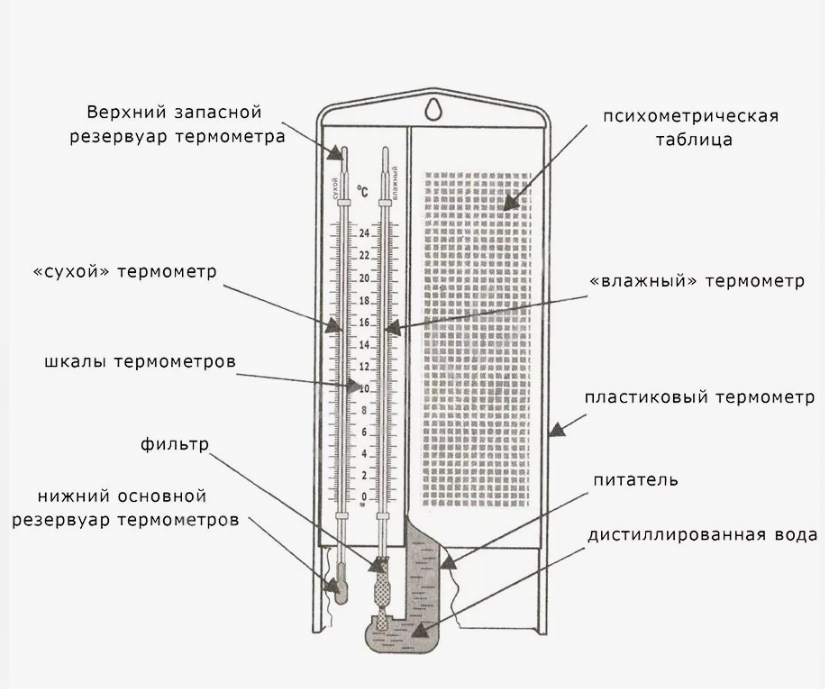 Верхний запасной
резервуар термометра
психометрическая
таблица
сухой
°C
влажный
«сухой» термометр
«влажный» термометр
шкалы термометров
24
22
20
18
16
14
12
10
8
6
4
2
0
пластиковый термометр
фильтр
питатель
нижний основной
резервуар термометров
дистиллированная вода